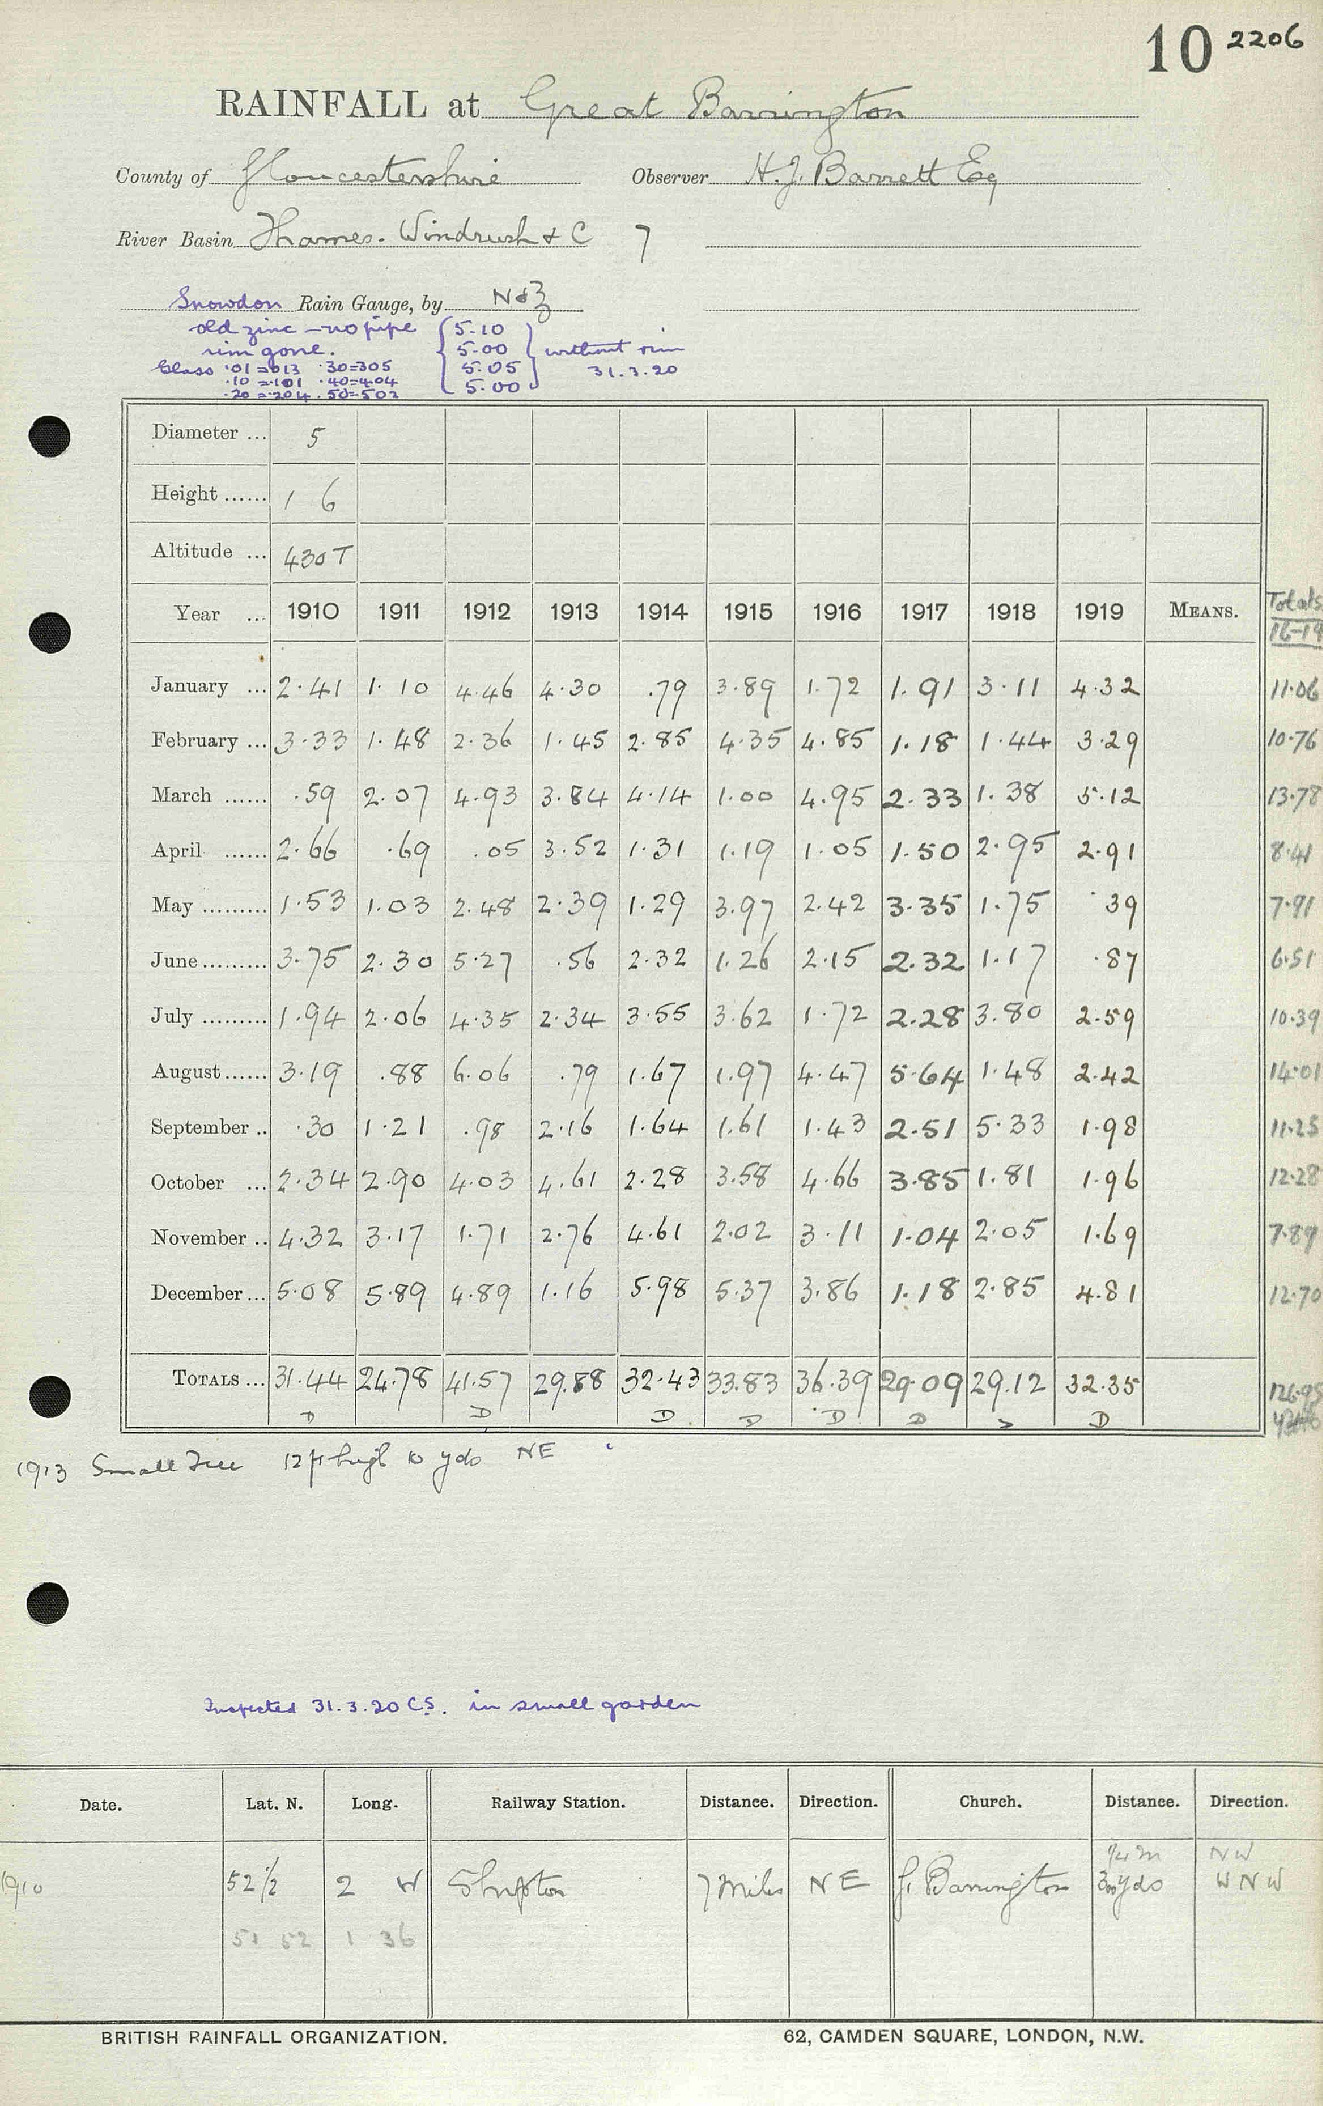 10 2206
RAINFALL at Great Barrington
County of Gloucestershire Observer H. J. Barrett Esq
River Basin Thames. Windrush & C 7
Snowdon Rain Gauge, by N & Z
old zinc - no pipe
rim gone.
Glass .01=.013 .30=305
.10=.101 .40=404
.20=.204 .50=502
5.10
5.00
5.05
5.00
without rim
31.3.20
Diameter ... 5
Height ...... 1 6
Altitude ... 430 T
Year ... 1910 1911 1912 1913 1914 1915 1916 1917 1918 1919 MEANS. Totals 16-19
January ... 2.41 1.10 4.46 4.30 .79 3.89 1.72 1.91 3.11 4.32 11.06
February ... 3.33 1.48 2.36 1.45 2.85 4.35 4.85 1.18 1.44 3.29 10.76
March ...... .59 2.07 4.93 3.84 4.14 1.00 4.95 2.33 1.38 5.12 13.78
April ...... 2.66 .69 .05 3.52 1.31 1.19 1.05 1.50 2.95 2.91 8.41
May ......... 1.53 1.03 2.48 2.39 1.29 3.97 2.42 3.35 1.75 .39 7.91
June ......... 3.75 2.30 5.27 .56 2.32 1.26 2.15 2.32 1.17 .87 6.51
July ......... 1.94 2.06 4.35 2.34 3.55 3.62 1.72 2.28 3.80 2.59 10.39
August ...... 3.19 .88 6.06 .79 1.67 1.97 4.47 5.64 1.48 2.42 14.01
September .. .30 1.21 .98 2.16 1.64 1.61 1.43 2.51 5.33 1.98 11.25
October ... 2.34 2.90 4.03 4.61 2.28 3.58 4.66 3.85 1.81 1.96 12.28
November .. 4.32 3.17 1.71 2.76 4.61 2.02 3.11 1.04 2.05 1.69 7.89
December ... 5.08 5.89 4.89 1.16 5.98 5.37 3.86 1.18 2.85 4.81 12.70
TOTALS ... 31.44 24.78 41.57 29.88 32.43 33.83 36.39 29.09 29.12 32.35 126.95
D D D D D D D
1913 Small Tree 12 ft high 10 yds NE
Inspected 31.3.20 C.S. in small garden
Date. Lat. N. Long. Railway Station. Distance. Direction. Church. Distance. Direction.
1/4 m NW
1910 52 1/2 2 W Shipton 7 Miles NE G. Barrington 300 yds WNW
51 52 1 36
BRITISH RAINFALL ORGANIZATION. 62, CAMDEN SQUARE, LONDON, N.W.